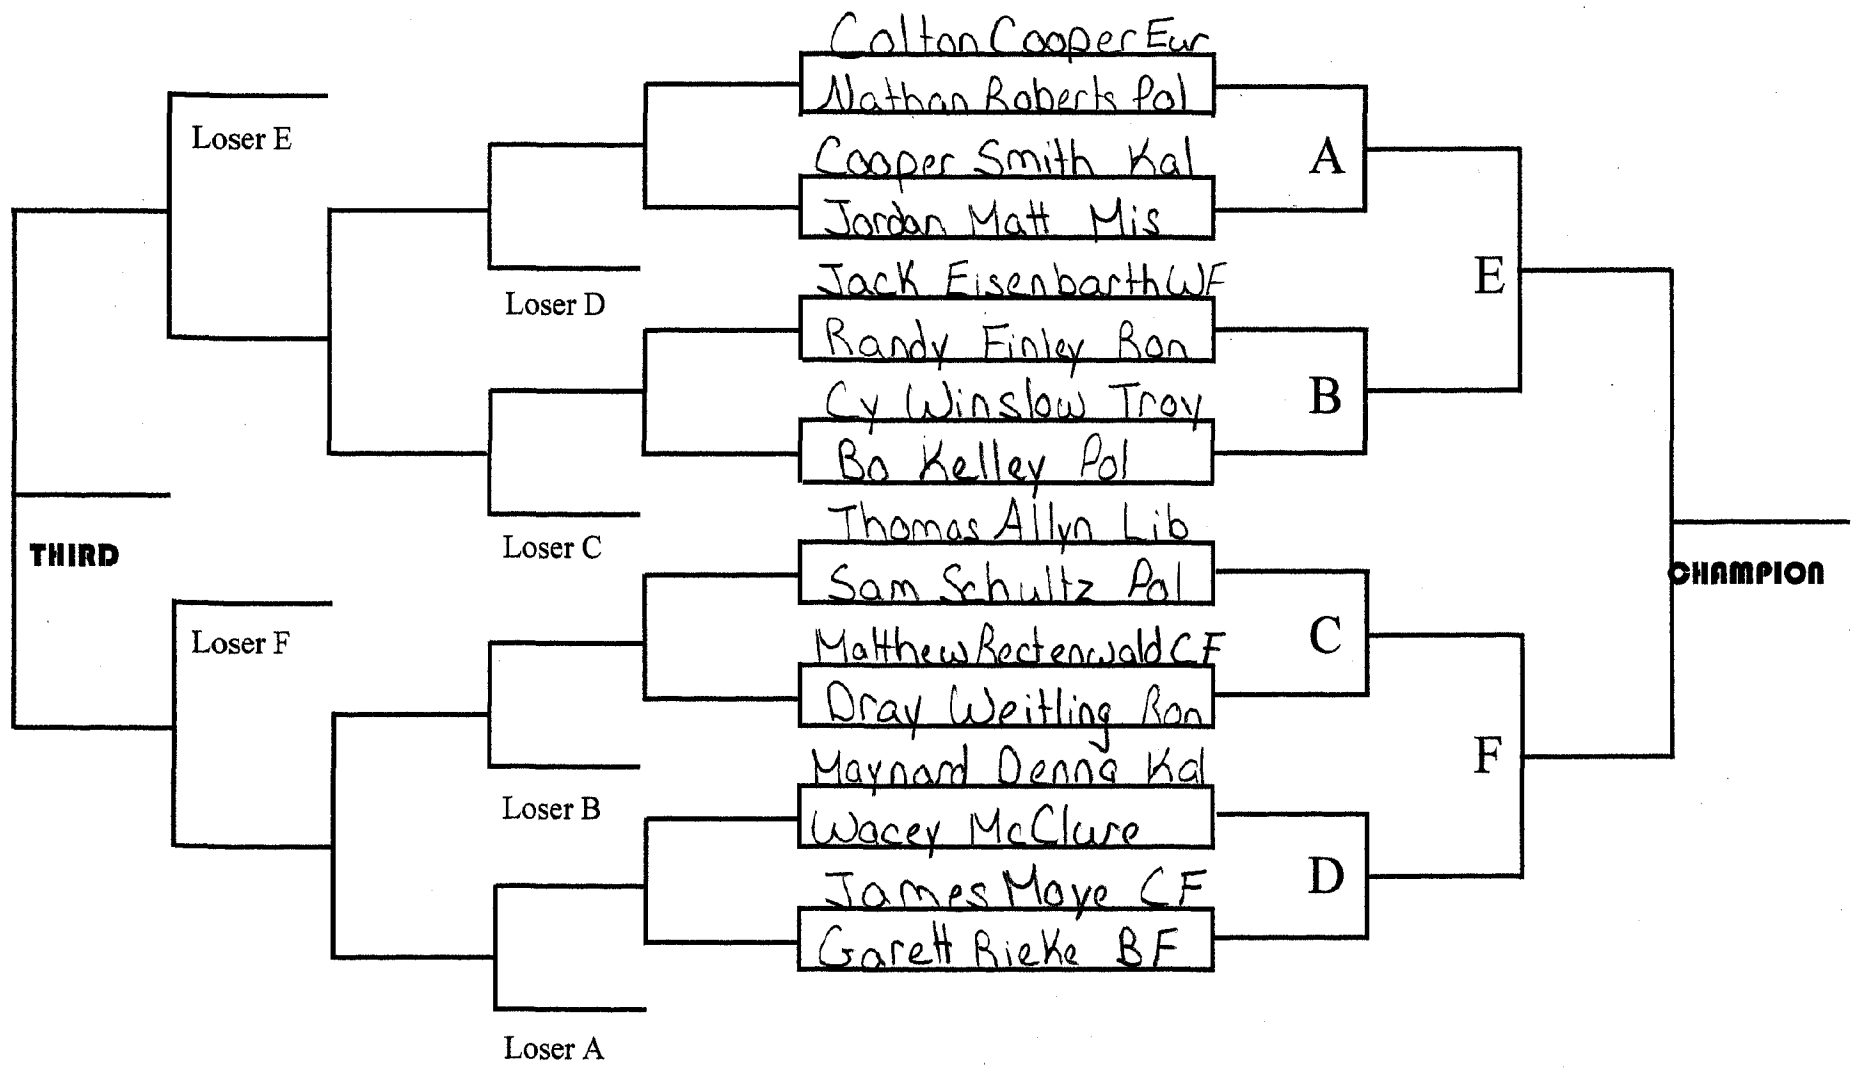 Colton Cooper Eur
Nathan Roberts Pol
Loser E
Cooper Smith Kal
A
Jordan Matt Mis
Jack Eisenbarth WF
E
Loser D
Randy Finley Ron
Cy Winslow Troy
B
Bo Kelley Pol
Thomas Allyn Lib
Loser C
THIRD
Sam Schultz Pol
CHAMPION
Loser F
Matthew Rectenwald CF
C
Dray Weitling Ron
Maynard Denna Kal
F
Loser B
Wacey McClure
James Moye CF
D
Garett Rieke BF
Loser A